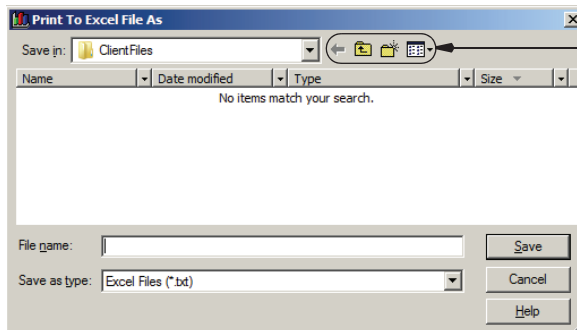 Print To Excel File As
Save in: ClientFiles
Name Date modified Type Size
No items match your search.
File name: Save
Save as type: Excel Files (*.txt) Cancel
Help